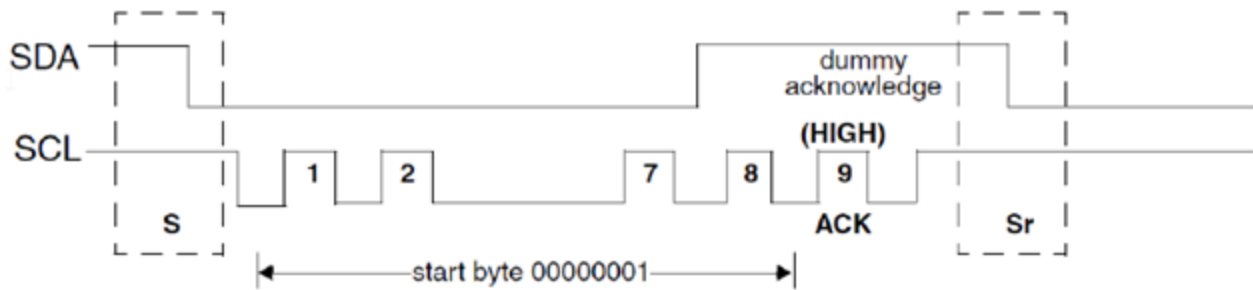 SDA
dummy
acknowledge
(HIGH)
SCL
1
2
7
8
9
S
ACK
Sr
start byte 00000001